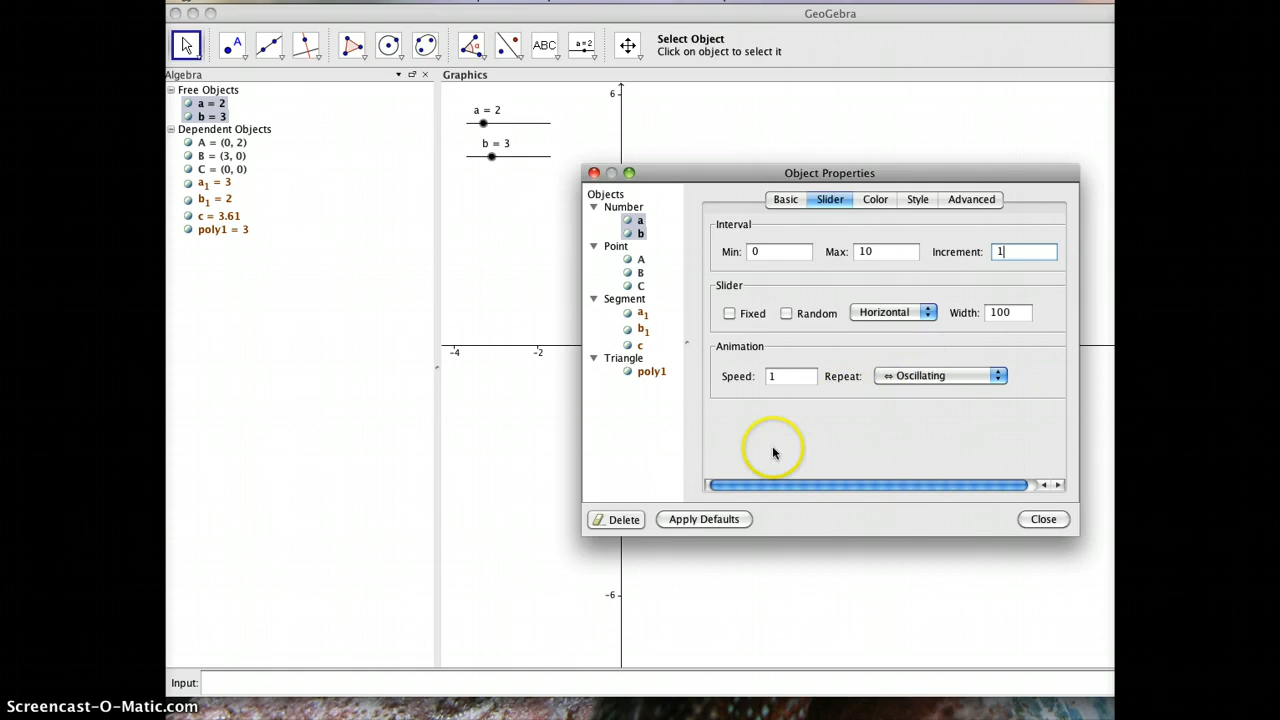 GeoGebra
ABC
a=2
Select Object
Click on object to select it
Algebra
Graphics
Free Objects
a = 2
b = 3
Dependent Objects
A = (0, 2)
B = (3, 0)
C = (0, 0)
a1 = 3
b1 = 2
c = 3.61
poly1 = 3
a = 2
b = 3
6
-4
-2
-6
Object Properties
Objects
Number
a
b
Point
A
B
C
Segment
a1
b1
c
Triangle
poly1
Basic Slider Color Style Advanced
Interval
Min: 0 Max: 10 Increment: 1
Slider
Fixed Random Horizontal Width: 100
Animation
Speed: 1 Repeat: ⇔ Oscillating
Delete Apply Defaults Close
Input:
Screencast-O-Matic.com